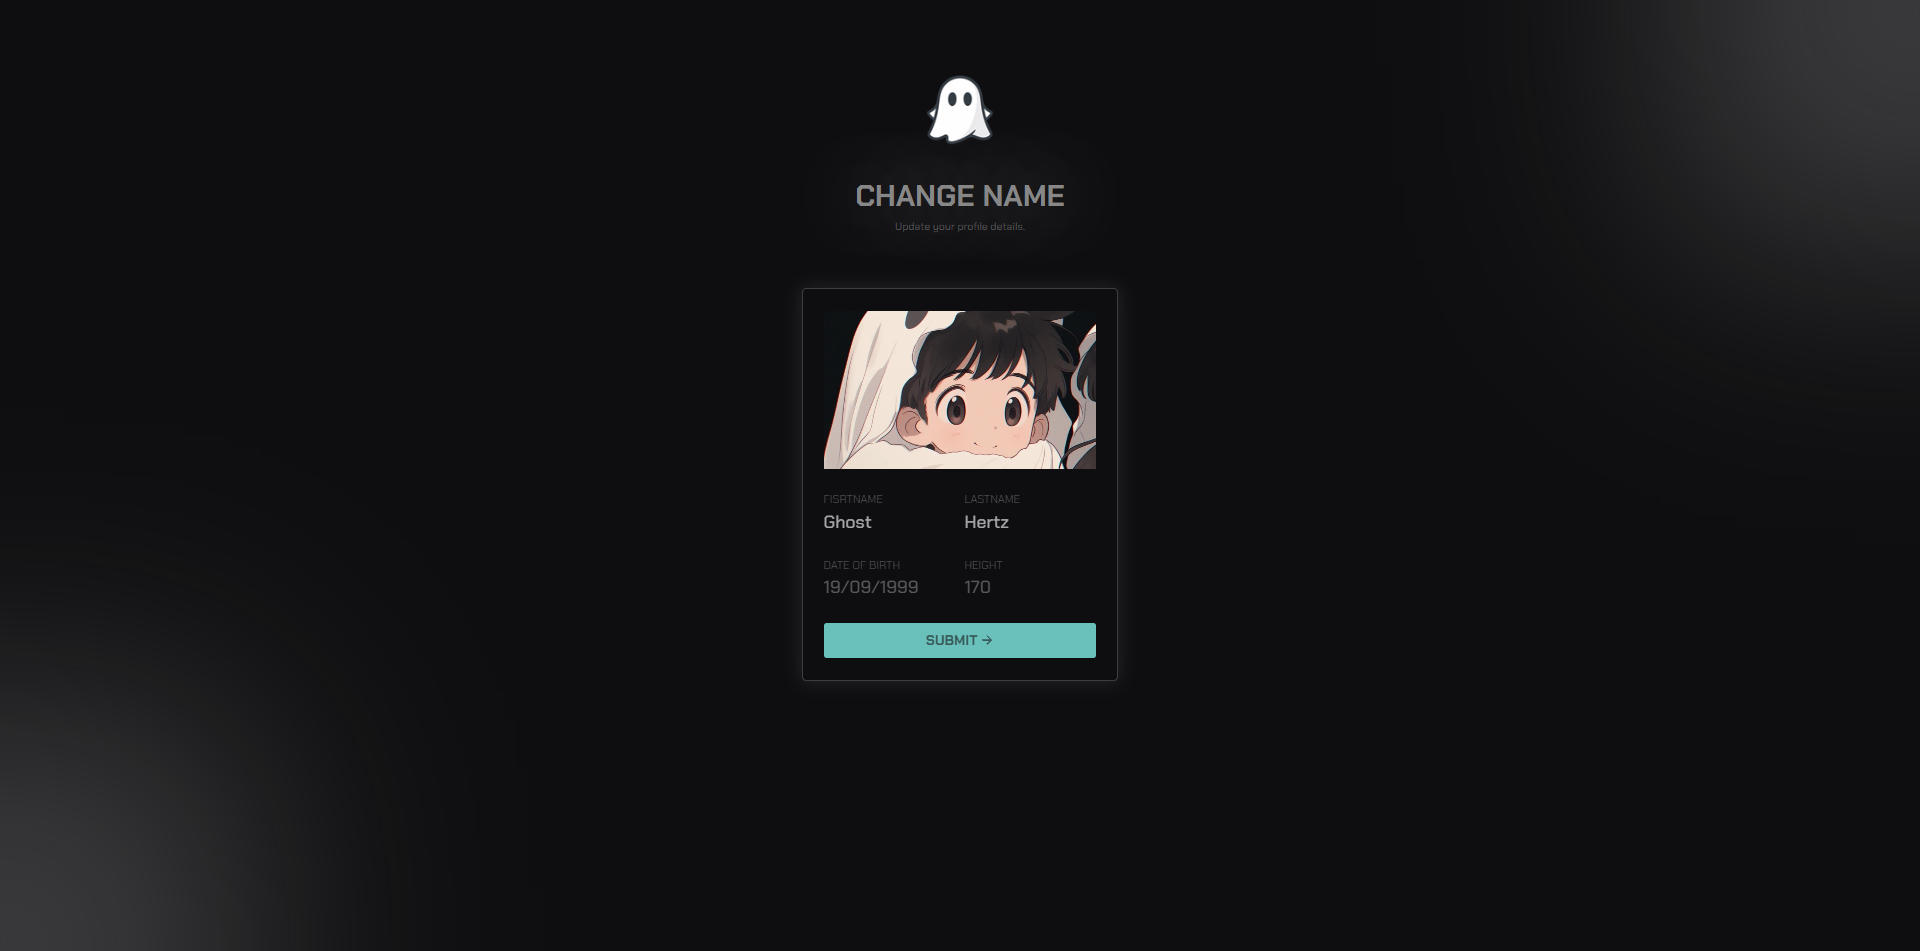 CHANGE NAME
Update your profile details.
FISRTNAME
LASTNAME
Ghost
Hertz
DATE OF BIRTH
HEIGHT
19/09/1999
170
SUBMIT →